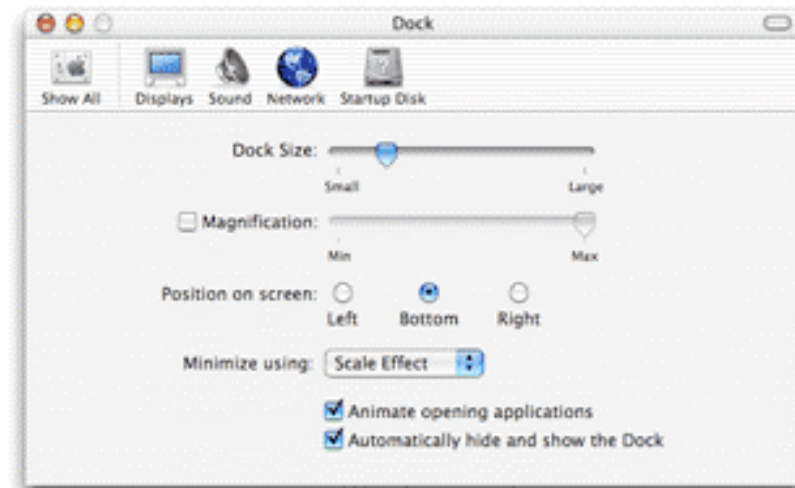 Dock
Show All Displays Sound Network Startup Disk
Dock Size:
Small Large
Magnification:
Min Max
Position on screen:
Left Bottom Right
Minimize using: Scale Effect
Animate opening applications
Automatically hide and show the Dock